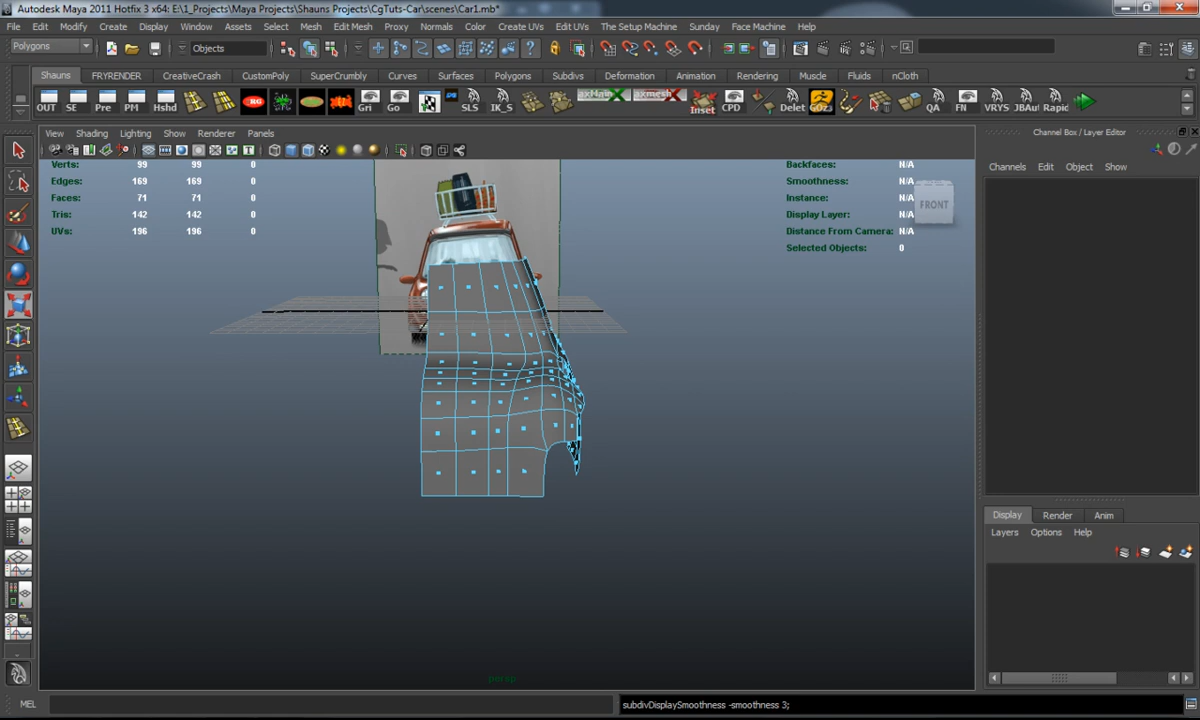 Autodesk Maya 2011 Hotfix 3 x64: E:\1_Projects\Maya Projects\Shauns Projects\CgTuts-Car\scenes\Car1.mb*
File Edit Modify Create Display Window Assets Select Mesh Edit Mesh Proxy Normals Color Create UVs Edit UVs The Setup Machine Sunday Face Machine Help
Polygons Objects
Shauns FRYRENDER CreativeCrash CustomPoly SuperCrumbly Curves Surfaces Polygons Subdivs Deformation Animation Rendering Muscle Fluids nCloth
OUT SE Pre PM Hshd Gri Go SLS IK_S Inset CPD Delet GOz3 QA FN VRYS JBAut Rapic
View Shading Lighting Show Renderer Panels
Channel Box / Layer Editor
Channels Edit Object Show
Verts: 99 99 0
Edges: 169 169 0
Faces: 71 71 0
Tris: 142 142 0
UVs: 196 196 0
Backfaces: N/A
Smoothness: N/A
Instance: N/A
Display Layer: N/A
Distance From Camera: N/A
Selected Objects: 0
FRONT
persp
Display Render Anim
Layers Options Help
MEL
subdivDisplaySmoothness -smoothness 3;